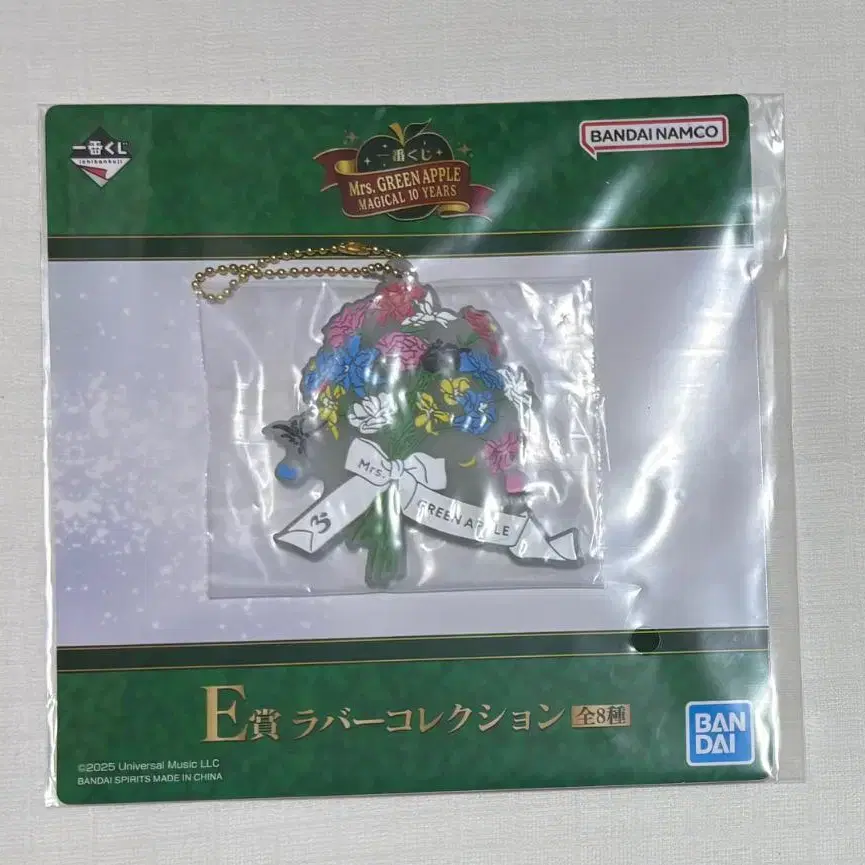 一番くじ
ichibankuji
一番くじ
Mrs. GREEN APPLE
MAGICAL 10 YEARS
BANDAI NAMCO
Mrs.
GREEN APPLE
E賞 ラバーコレクション 全8種
©2025 Universal Music LLC
BANDAI SPIRITS MADE IN CHINA
BAN
DAI